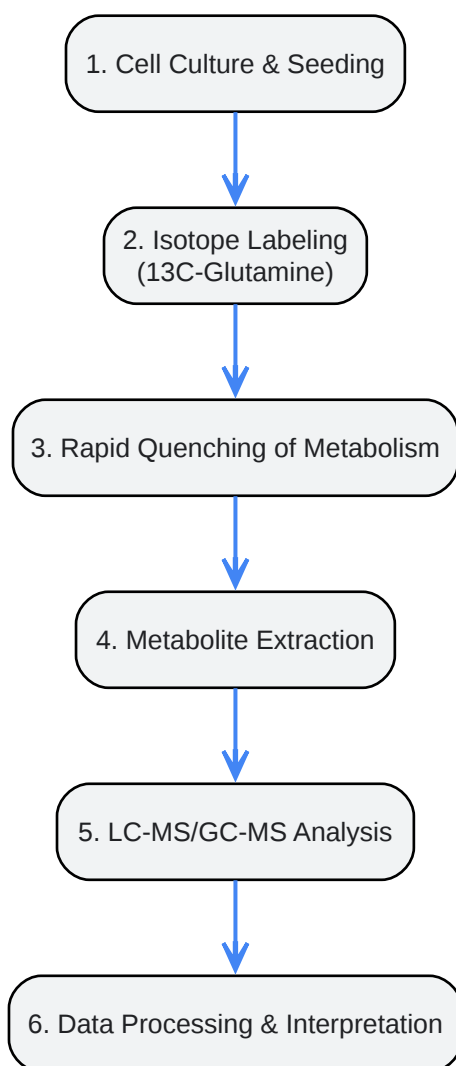 1. Cell Culture & Seeding
2. Isotope Labeling
(13C-Glutamine)
3. Rapid Quenching of Metabolism
4. Metabolite Extraction
5. LC-MS/GC-MS Analysis
6. Data Processing & Interpretation